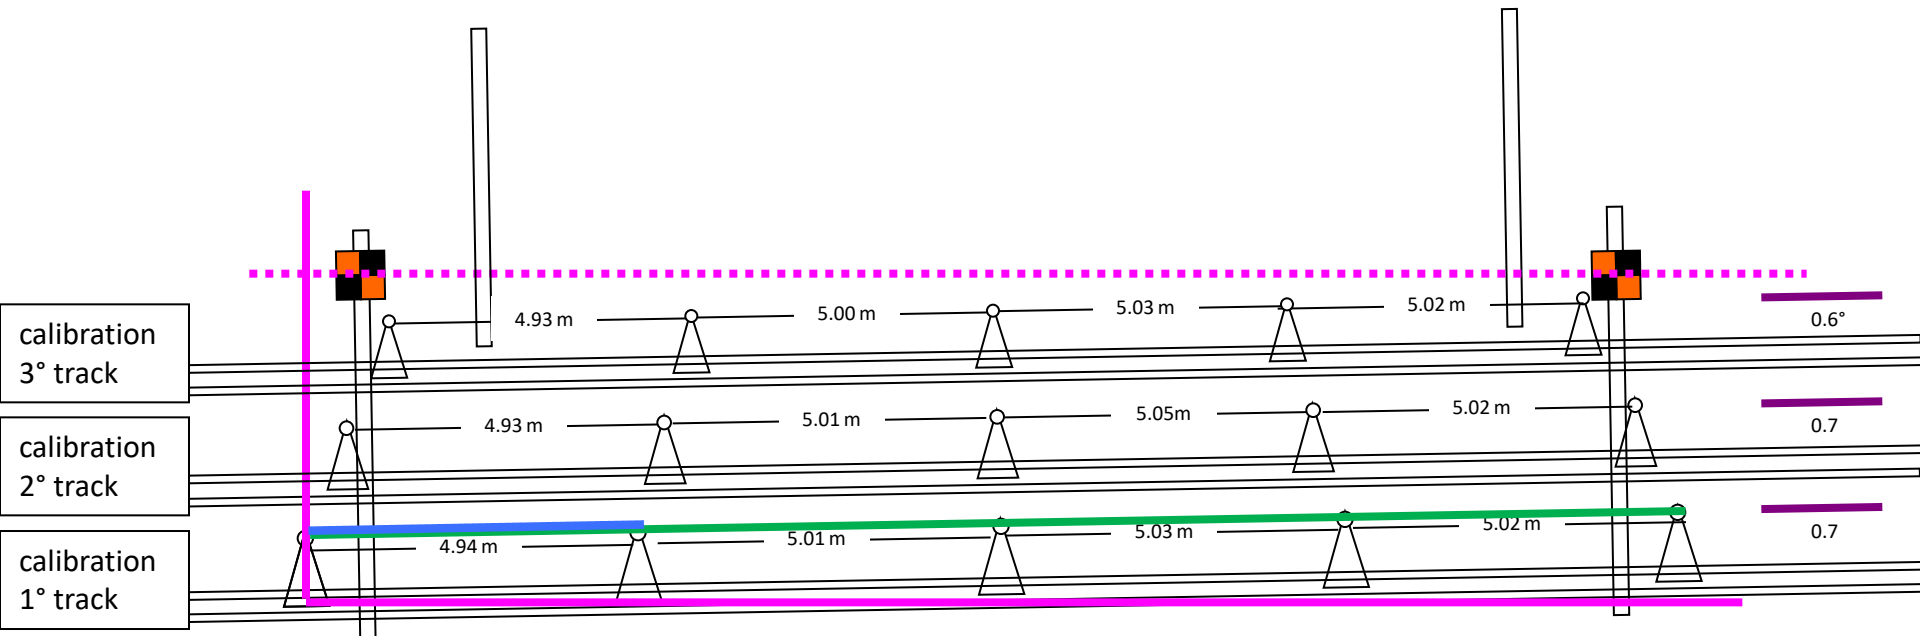 calibration
3° track
4.93 m
5.00 m
5.03 m
5.02 m
0.6°
calibration
2° track
4.93 m
5.01 m
5.05m
5.02 m
0.7
calibration
1° track
4.94 m
5.01 m
5.03 m
5.02 m
0.7